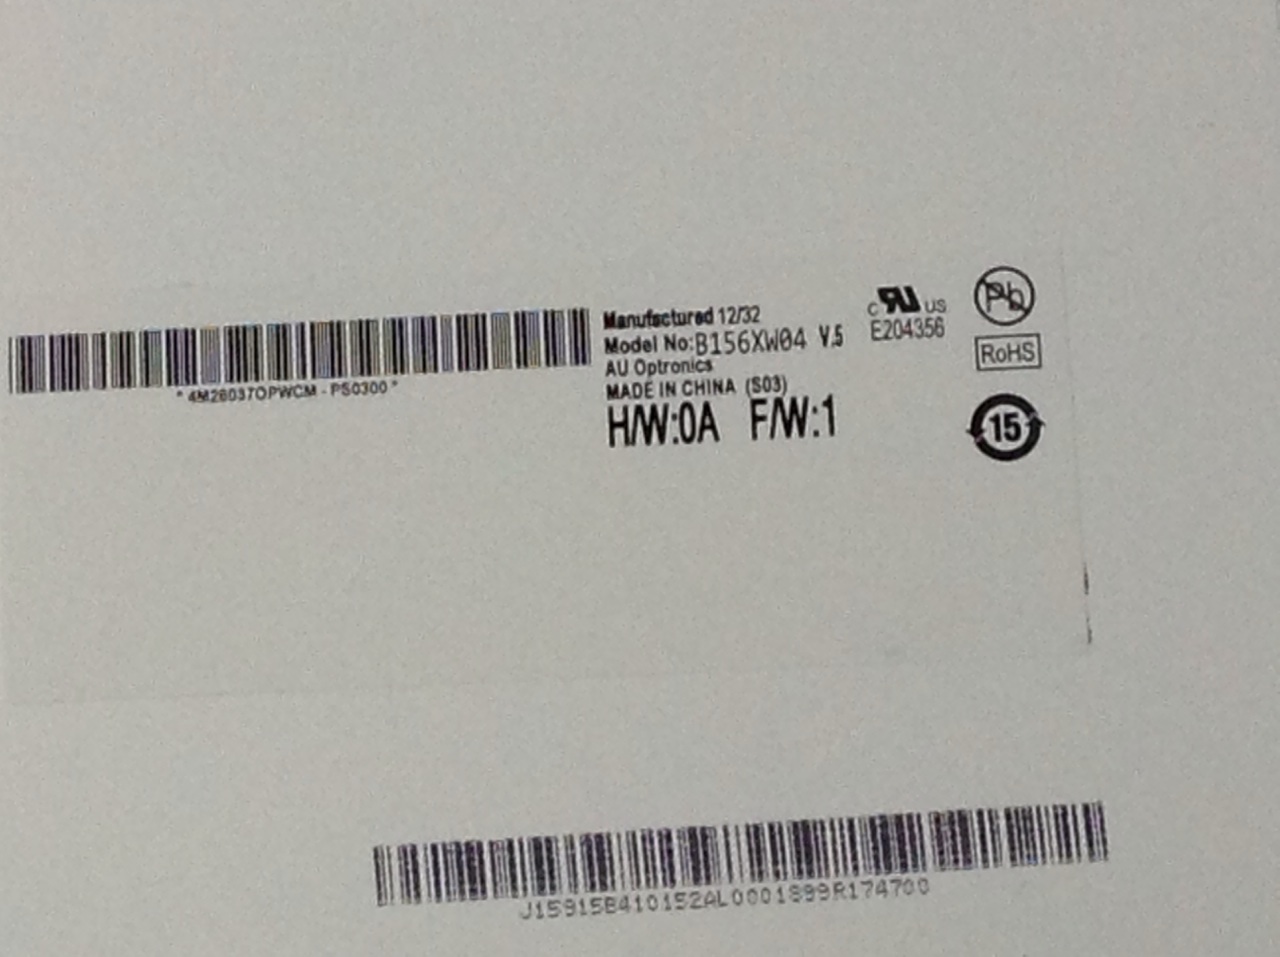 Manufactured 12/32
Model No:B156XW04 V.5
AU Optronics
MADE IN CHINA (S03)
H/W:0A F/W:1
c RU US
E204356
Pb
RoHS
15
* 4M28037OPWCM - PS0300 *
J15915B410152AL0001899R174700